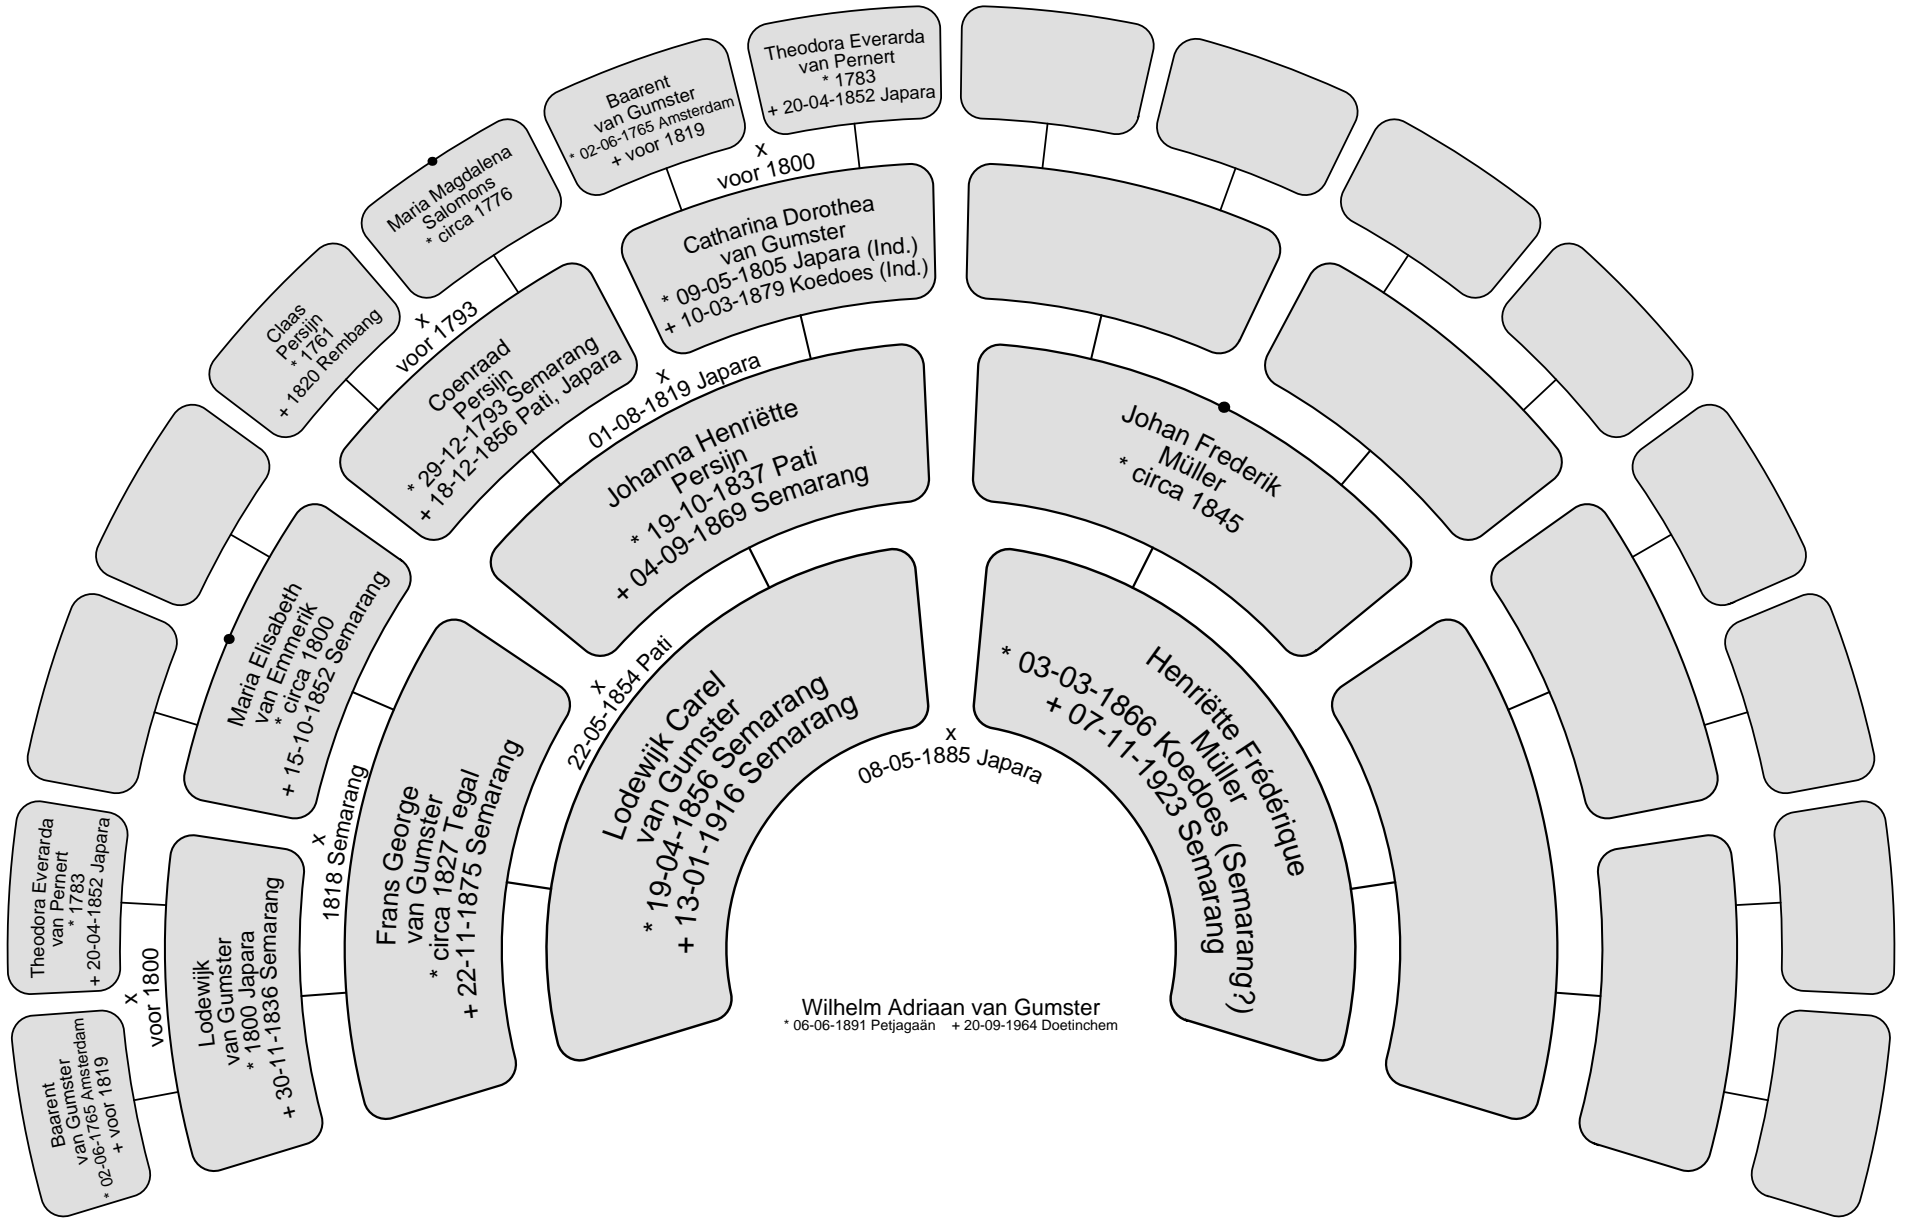 Theodora Everarda
van Pernert
* 1783
+ 20-04-1852 Japara
Baarent
van Gumster
* 02-06-1765 Amsterdam
+ voor 1819
x
voor 1800
Maria Magdalena
Salomons
* circa 1776
Catharina Dorothea
van Gumster
* 09-05-1805 Japara (Ind.)
+ 10-03-1879 Koedoes (Ind.)
Claas
Persijn
* 1761
+ 1820 Rembang
x
voor 1793
Coenraad
Persijn
* 29-12-1793 Semarang
+ 18-12-1856 Pati, Japara
x
01-08-1819 Japara
Johanna Henriëtte
Persijn
* 19-10-1837 Pati
+ 04-09-1869 Semarang
Johan Frederik
Müller
* circa 1845
Maria Elisabeth
van Emmerik
* circa 1800
+ 15-10-1852 Semarang
x
22-05-1854 Pati
Lodewijk Carel
van Gumster
* 19-04-1856 Semarang
+ 13-01-1916 Semarang
Henriëtte Frédérique
Müller
* 03-03-1866 Koedoes (Semarang?)
+ 07-11-1923 Semarang
x
08-05-1885 Japara
x
1818 Semarang
Frans George
van Gumster
* circa 1827 Tegal
+ 22-11-1875 Semarang
Theodora Everarda
van Pernert
* 1783
+ 20-04-1852 Japara
x
voor 1800
Lodewijk
van Gumster
* 1800 Japara
+ 30-11-1836 Semarang
Baarent
van Gumster
* 02-06-1765 Amsterdam
+ voor 1819
Wilhelm Adriaan van Gumster
* 06-06-1891 Petjagaän + 20-09-1964 Doetinchem